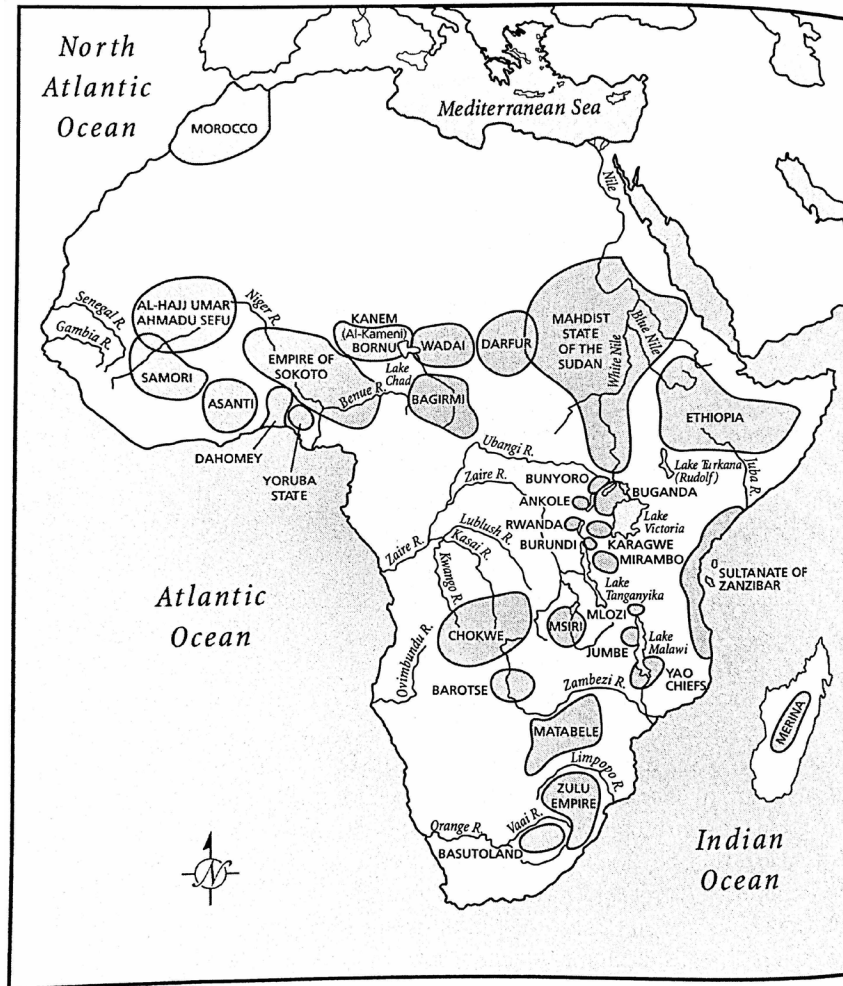 North
Atlantic
Ocean
Mediterranean Sea
MOROCCO
Nile
Senegal R.
Gambia R.
AL-HAJJ UMAR
AHMADU SEFU
Niger R.
SAMORI
ASANTI
DAHOMEY
YORUBA
STATE
EMPIRE OF
SOKOTO
Benue R.
KANEM
(Al-Kameni)
BORNU
Lake
Chad
WADAI
BAGIRMI
DARFUR
MAHDIST
STATE
OF THE
SUDAN
White Nile
Blue Nile
ETHIOPIA
Lake Turkana
(Rudolf)
Juba R.
Ubangi R.
Zaire R.
Zaire R.
Lublush R.
Kasai R.
Kwango R.
BUNYORO
ANKOLE
RWANDA
BURUNDI
BUGANDA
Lake
Victoria
KARAGWE
MIRAMBO
Lake
Tanganyika
SULTANATE OF
ZANZIBAR
MLOZI
MSIRI
JUMBE
Lake
Malawi
YAO
CHIEFS
CHOKWE
Ovimbundu R.
BAROTSE
Zambezi R.
MATABELE
Limpopo R.
ZULU
EMPIRE
Vaai R.
Orange R.
BASUTOLAND
MERINA
Atlantic
Ocean
Indian
Ocean
N